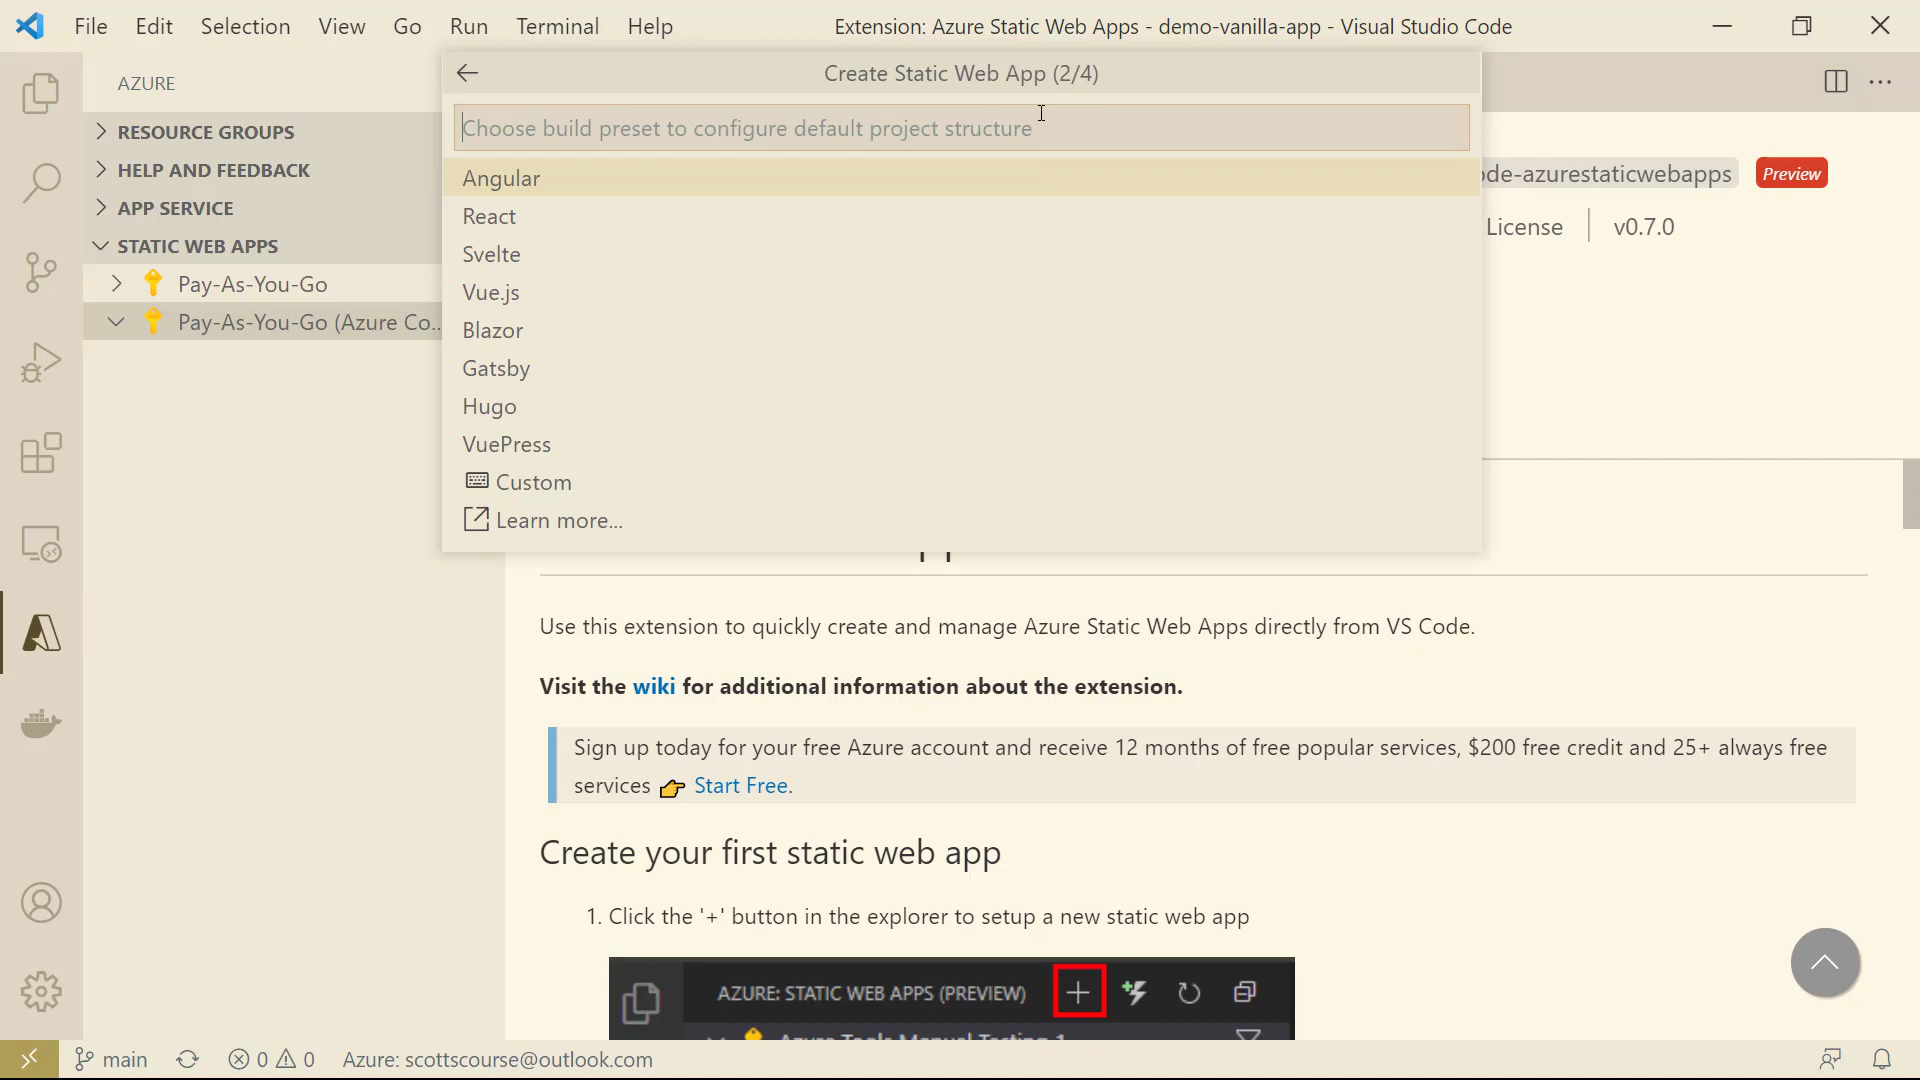 File Edit Selection View Go Run Terminal Help
Extension: Azure Static Web Apps - demo-vanilla-app - Visual Studio Code
AZURE
RESOURCE GROUPS
HELP AND FEEDBACK
APP SERVICE
STATIC WEB APPS
Pay-As-You-Go
Pay-As-You-Go (Azure Co...
Create Static Web App (2/4)
Choose build preset to configure default project structure
Angular
React
Svelte
Vue.js
Blazor
Gatsby
Hugo
VuePress
Custom
Learn more...
de-azurestaticwebapps Preview
License v0.7.0
Use this extension to quickly create and manage Azure Static Web Apps directly from VS Code.
Visit the wiki for additional information about the extension.
Sign up today for your free Azure account and receive 12 months of free popular services, $200 free credit and 25+ always free
services 👉 Start Free.
Create your first static web app
1. Click the '+' button in the explorer to setup a new static web app
AZURE: STATIC WEB APPS (PREVIEW)
Azure Tools Manual Testing 1
main 0 0 Azure: scottscourse@outlook.com